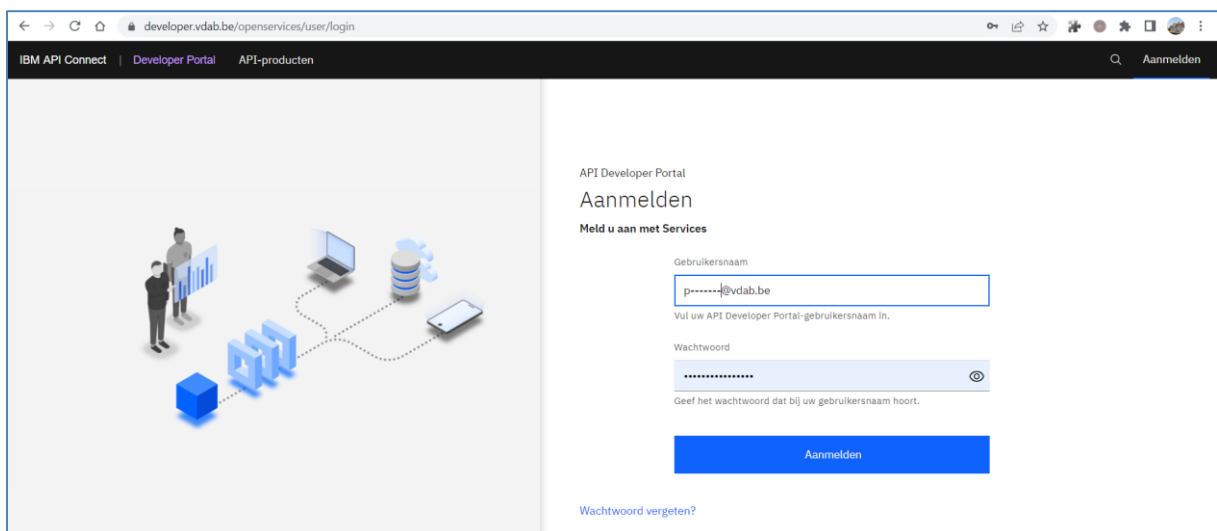 developer.vdab.be/openservices/user/login
IBM API Connect | Developer Portal API-producten Aanmelden
API Developer Portal
Aanmelden
Meld u aan met Services
Gebruikersnaam
p-------@vdab.be
Vul uw API Developer Portal-gebruikersnaam in.
Wachtwoord
••••••••••••••••
Geef het wachtwoord dat bij uw gebruikersnaam hoort.
Aanmelden
Wachtwoord vergeten?